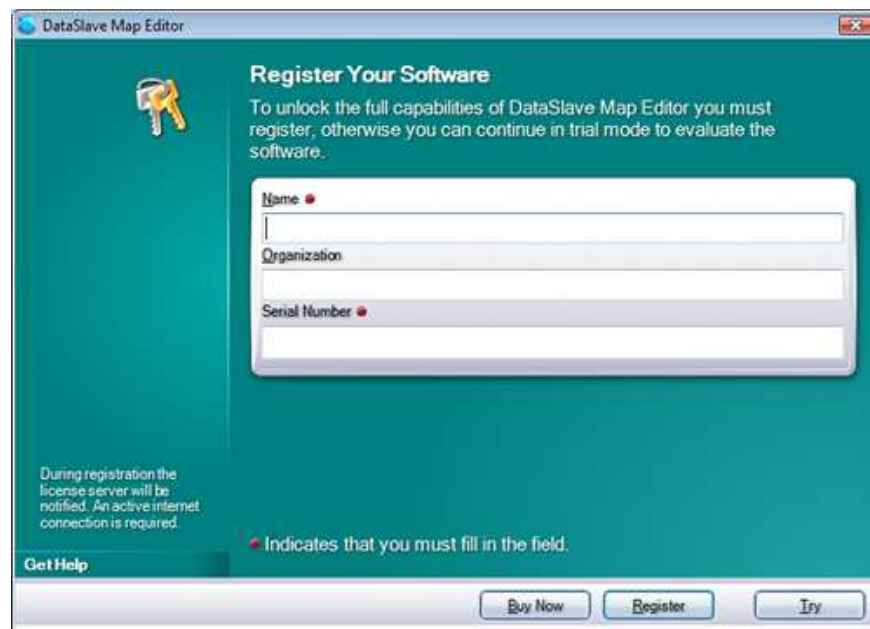 DataSlave Map Editor
Register Your Software
To unlock the full capabilities of DataSlave Map Editor you must
register, otherwise you can continue in trial mode to evaluate the
software.
Name
Organization
Serial Number
During registration the
license server will be
notified. An active internet
connection is required.
Indicates that you must fill in the field.
Get Help
Buy Now
Register
Try